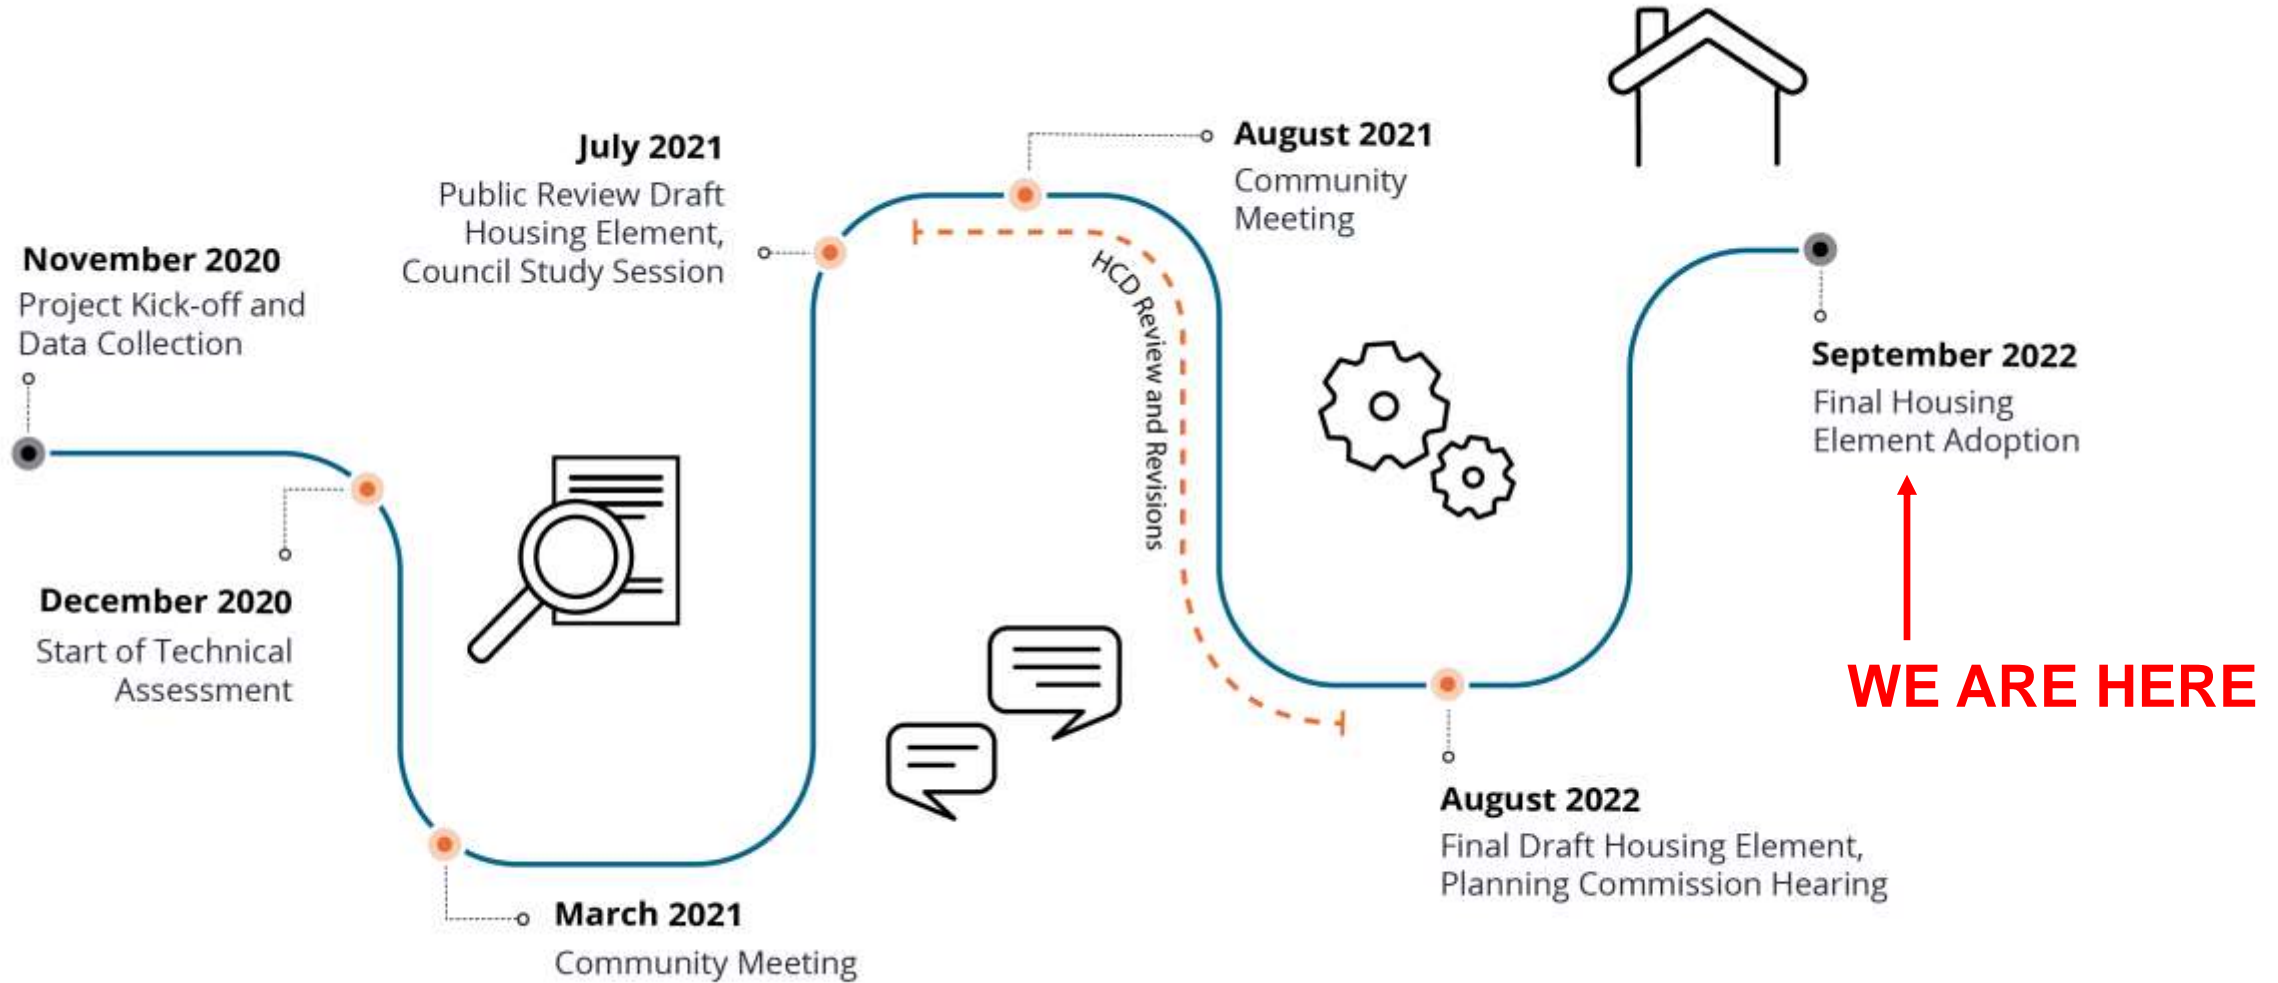 November 2020
Project Kick-off and
Data Collection
December 2020
Start of Technical
Assessment
March 2021
Community Meeting
July 2021
Public Review Draft
Housing Element,
Council Study Session
August 2021
Community
Meeting
HCD Review and Revisions
August 2022
Final Draft Housing Element,
Planning Commission Hearing
September 2022
Final Housing
Element Adoption
WE ARE HERE